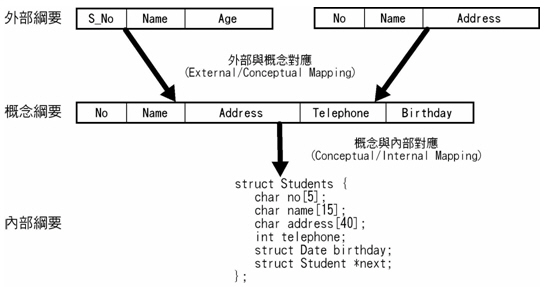 外部綱要 S_No Name Age No Name Address
外部與概念對應
(External/Conceptual Mapping)
概念綱要 No Name Address Telephone Birthday
概念與內部對應
(Conceptual/Internal Mapping)
內部綱要
struct Students {
char no[5];
char name[15];
char address[40];
int telephone;
struct Date birthday;
struct Student *next;
};